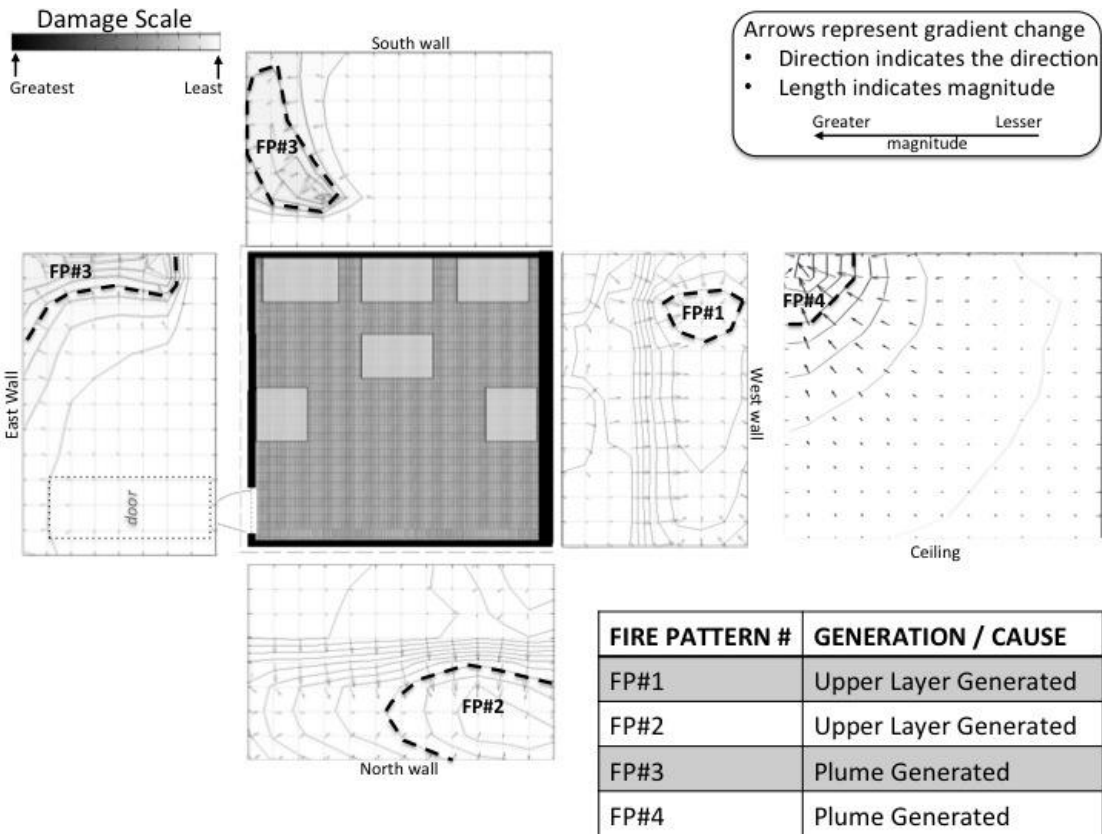 Damage Scale
Greatest
Least
South wall
Arrows represent gradient change
• Direction indicates the direction
• Length indicates magnitude
Greater
Lesser
magnitude
FP#3
FP#3
East Wall
door
FP#1
West wall
FP#4
Ceiling
FP#2
North wall
FIRE PATTERN # GENERATION / CAUSE
FP#1 Upper Layer Generated
FP#2 Upper Layer Generated
FP#3 Plume Generated
FP#4 Plume Generated